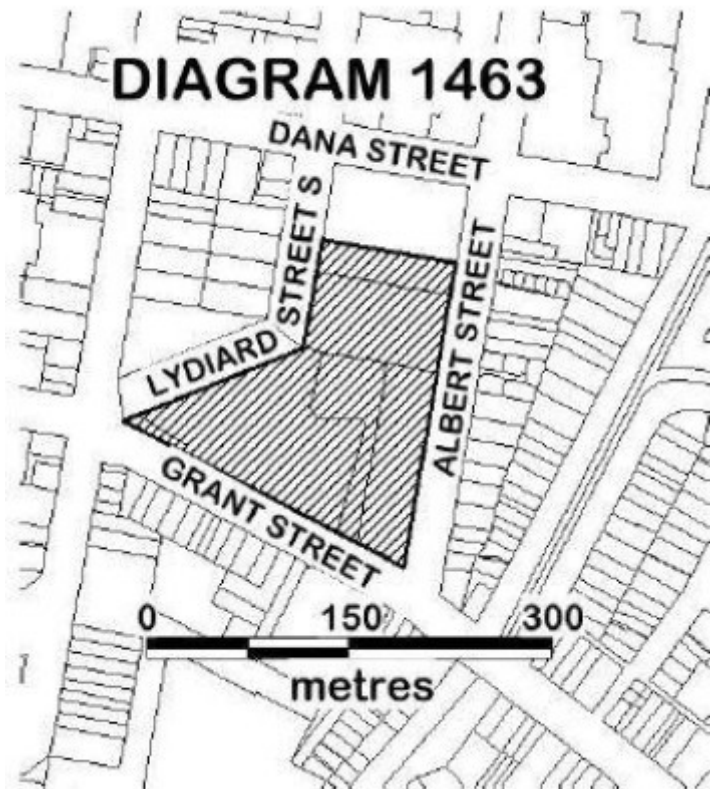 DIAGRAM 1463
DANA STREET
LYDIARD STREET S
ALBERT STREET
GRANT STREET
0 150 300
metres